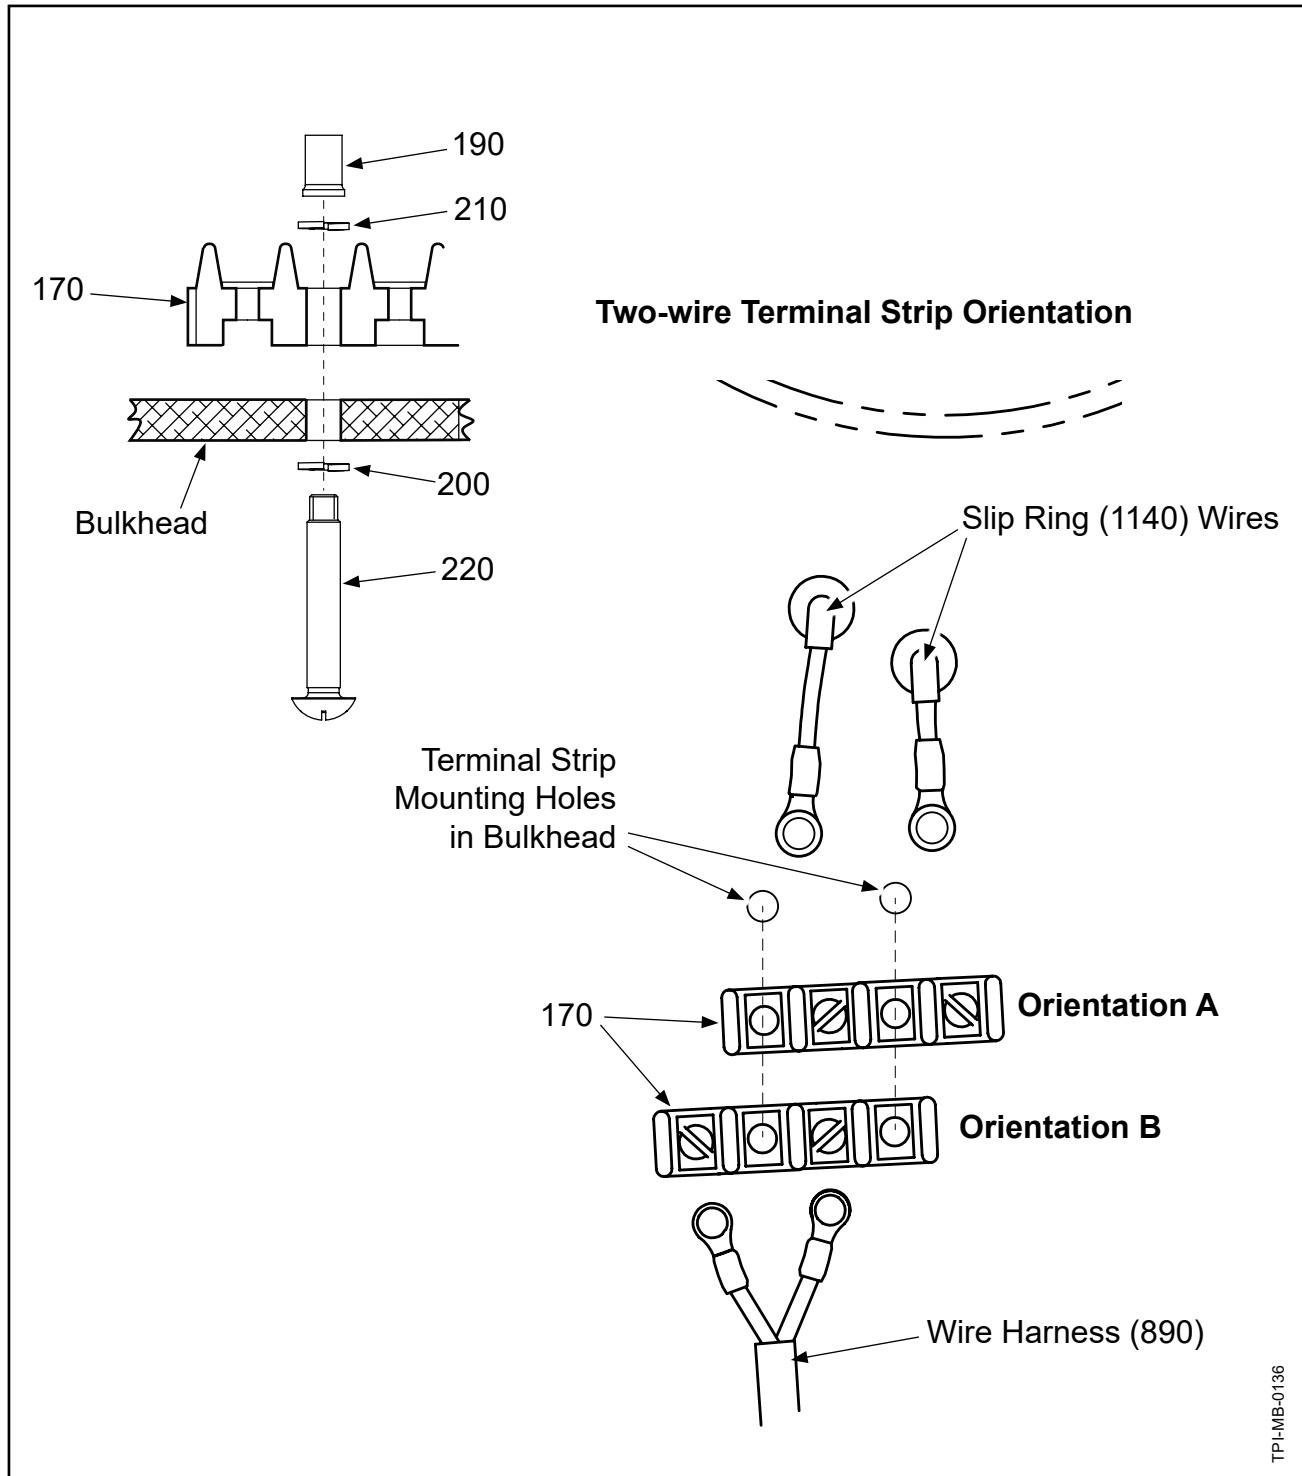 190
210
170
Two-wire Terminal Strip Orientation
200
Bulkhead
Slip Ring (1140) Wires
220
Terminal Strip
Mounting Holes
in Bulkhead
170
Orientation A
Orientation B
Wire Harness (890)
TPI-MB-0136